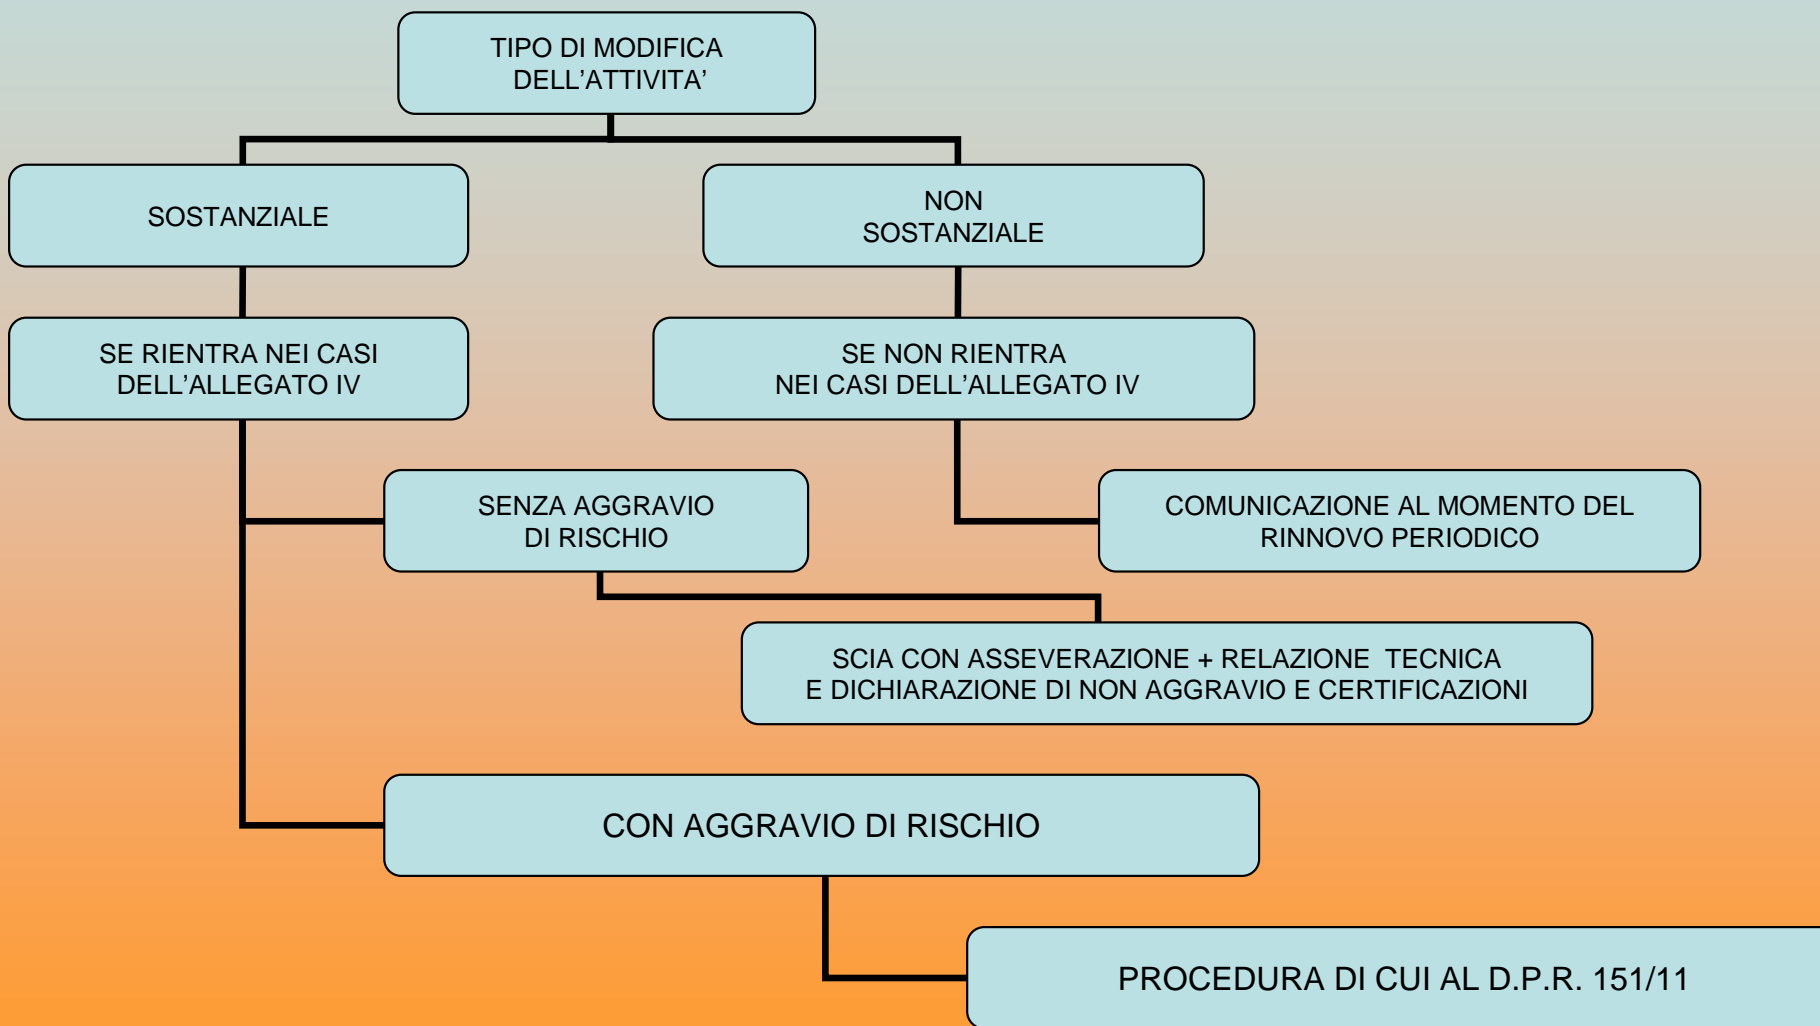 TIPO DI MODIFICA
DELL’ATTIVITA’
SOSTANZIALE
NON
SOSTANZIALE
SE RIENTRA NEI CASI
DELL’ALLEGATO IV
SE NON RIENTRA
NEI CASI DELL’ALLEGATO IV
SENZA AGGRAVIO
DI RISCHIO
COMUNICAZIONE AL MOMENTO DEL
RINNOVO PERIODICO
SCIA CON ASSEVERAZIONE + RELAZIONE TECNICA
E DICHIARAZIONE DI NON AGGRAVIO E CERTIFICAZIONI
CON AGGRAVIO DI RISCHIO
PROCEDURA DI CUI AL D.P.R. 151/11